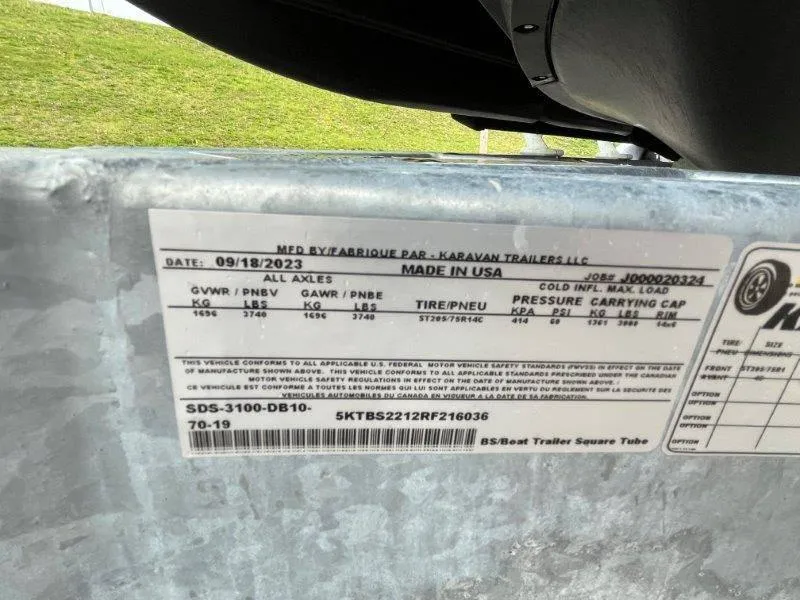 MFD BY/FABRIQUE PAR - KARAVAN TRAILERS LLC
DATE: 09/18/2023 MADE IN USA JOB# J000020324
ALL AXLES COLD INFL. MAX. LOAD
GVWR / PNBV GAWR / PNBE TIRE/PNEU PRESSURE CARRYING CAP
KG LBS KG LBS KPA PSI KG LBS RIM
1696 3740 1696 3740 ST205/75R14C 414 60 14x6
THIS VEHICLE CONFORMS TO ALL APPLICABLE U.S. FEDERAL MOTOR VEHICLE SAFETY STANDARDS (FMVSS) IN EFFECT ON THE DATE
OF MANUFACTURE SHOWN ABOVE. / THIS VEHICLE CONFORMS TO ALL APPLICABLE STANDARDS PRESCRIBED UNDER THE CANADIAN
MOTOR VEHICLE SAFETY REGULATIONS IN EFFECT ON THE DATE OF MANUFACTURE SHOWN ABOVE. /
CE VEHICULE EST CONFORME A TOUTES LES NORMES QUI LUI SONT APPLICABLES EN VERTU DU REGLEMENT SUR LA SECURITE DES
VEHICULES AUTOMOBILES DU CANADA EN VIGUEUR A LA DATE DE SA FABRICATION.
SDS-3100-DB10-
70-19
5KTBS2212RF216036
BS/Boat Trailer Square Tube
TIRE/ SIZE
PNEU DIMENSIONS
FRONT ST205/75R1
OPTION
OPTION
OPTION
OPTION